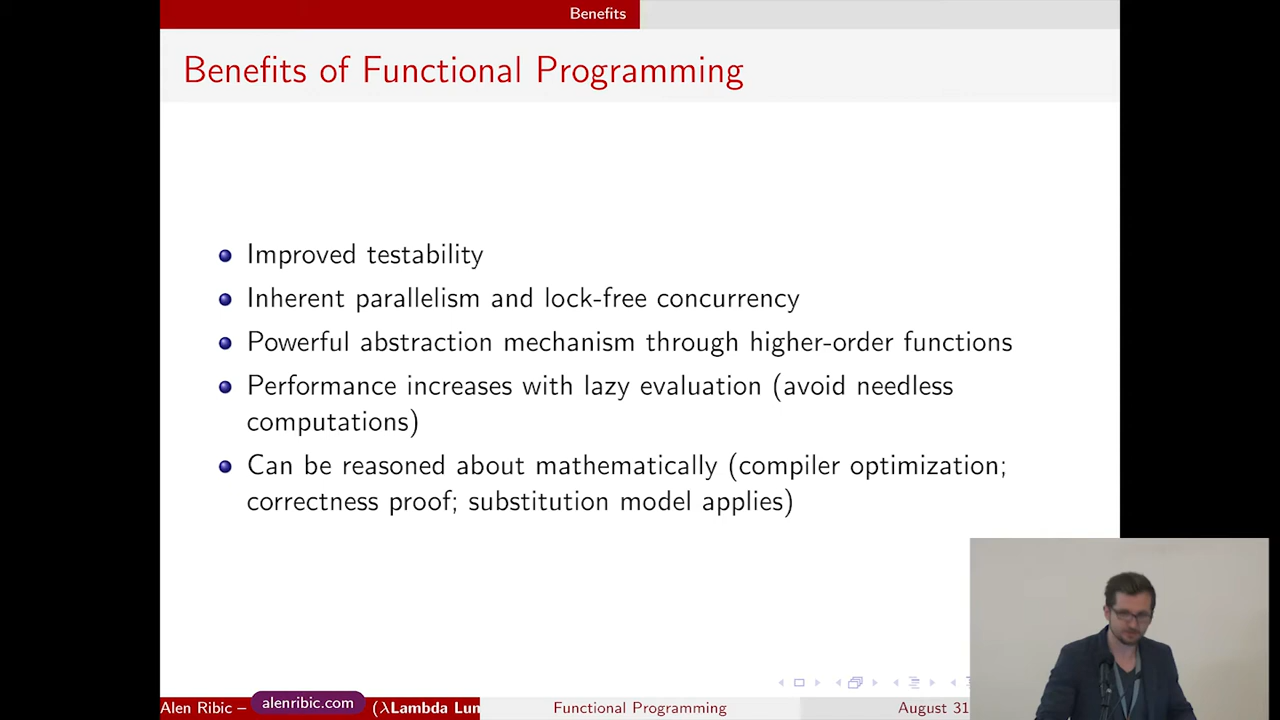 Benefits
Benefits of Functional Programming
Improved testability
Inherent parallelism and lock-free concurrency
Powerful abstraction mechanism through higher-order functions
Performance increases with lazy evaluation (avoid needless
computations)
Can be reasoned about mathematically (compiler optimization;
correctness proof; substitution model applies)
Alen Ribic – alenribic.com (λLambda Lun Functional Programming August 31